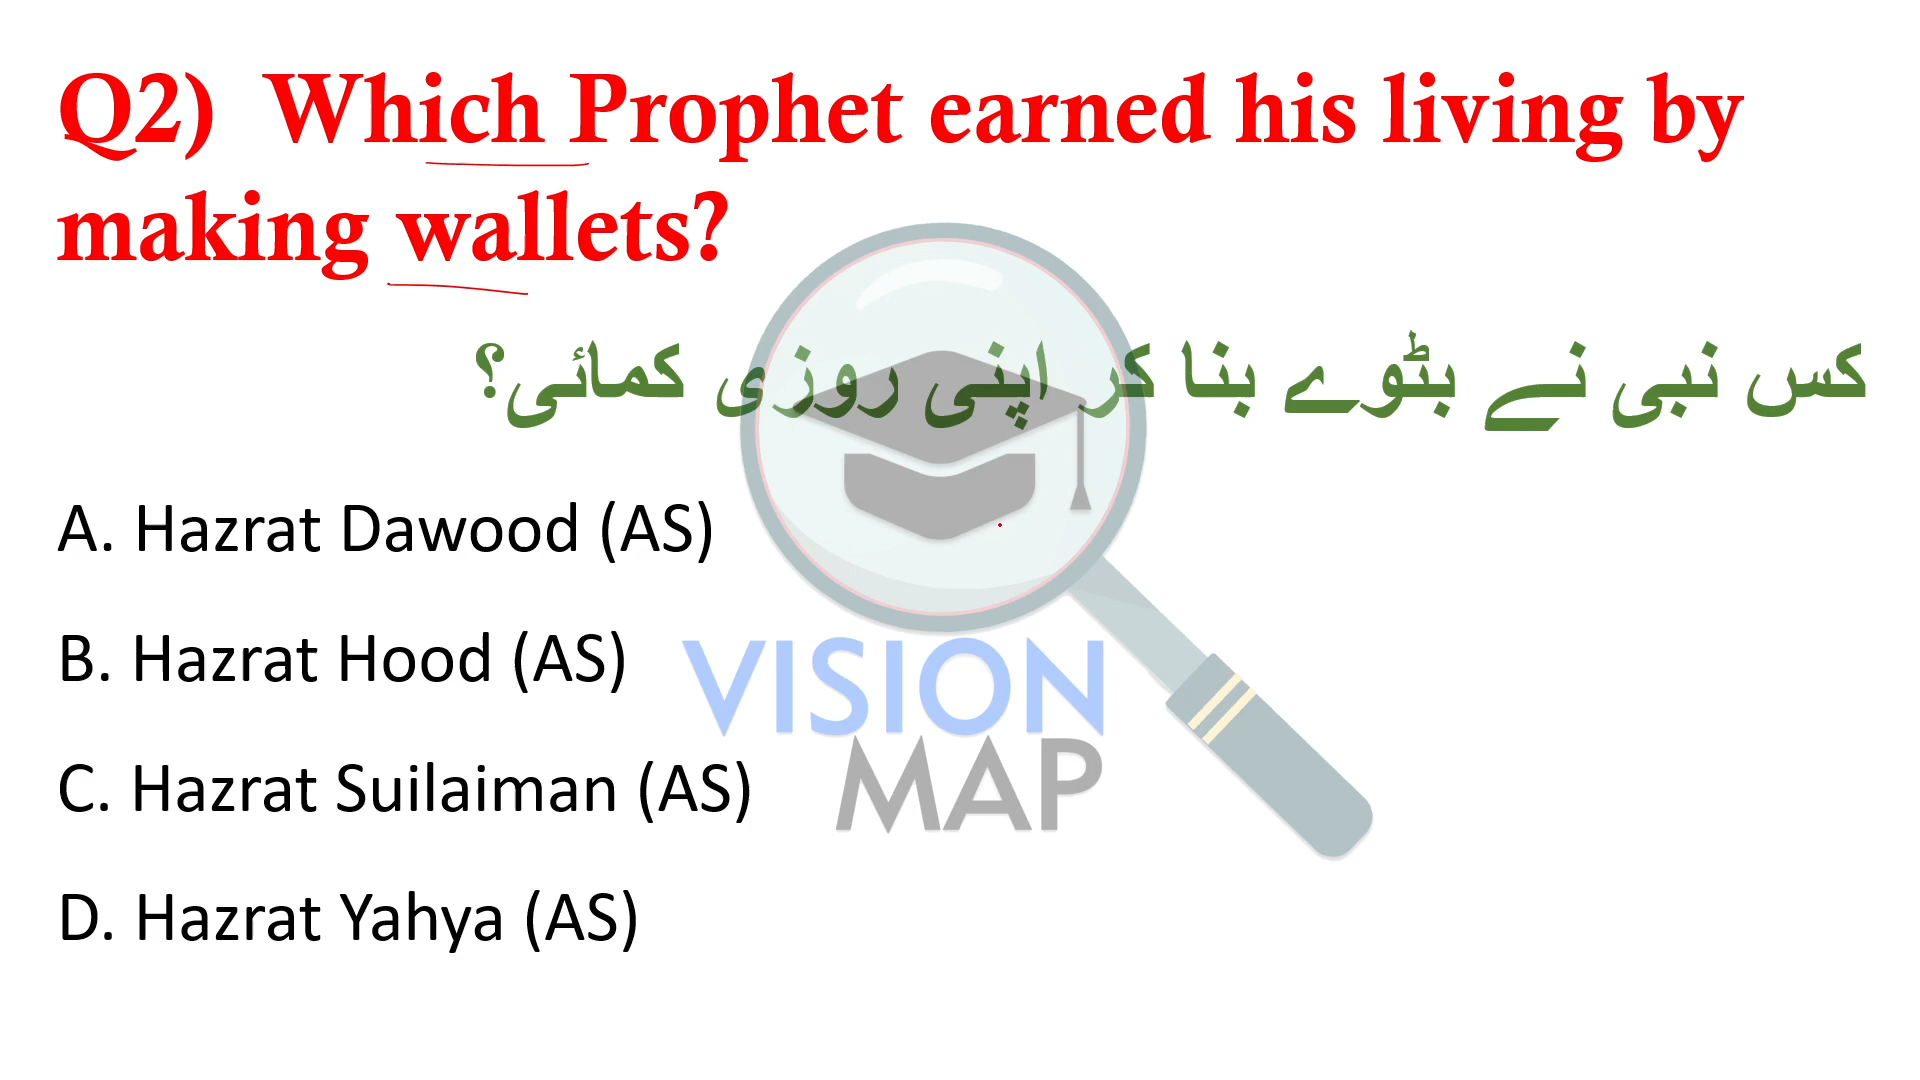 Q2) Which Prophet earned his living by
making wallets?
کس نبی نے بٹوے بنا کر اپنی روزی کمائی؟
A. Hazrat Dawood (AS)
B. Hazrat Hood (AS)
C. Hazrat Suilaiman (AS)
D. Hazrat Yahya (AS)
VISION
MAP